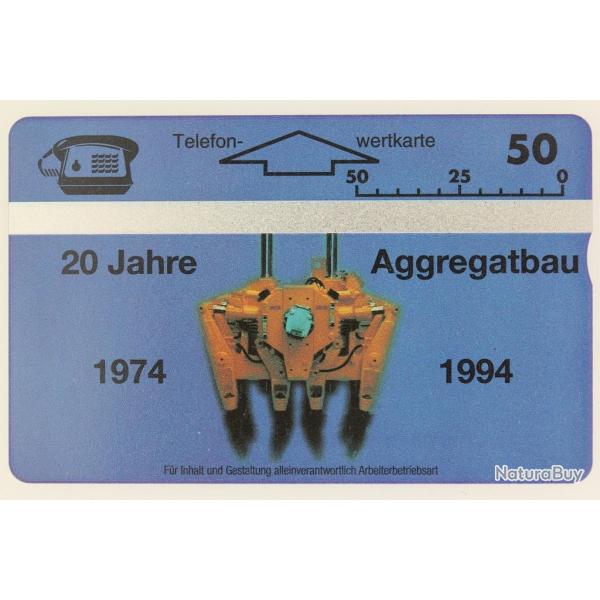 Telefon- wertkarte 50
50 25 0
20 Jahre Aggregatbau
1974 1994
Für Inhalt und Gestaltung alleinverantwortlich Arbeiterbetriebsart
NaturaBuy